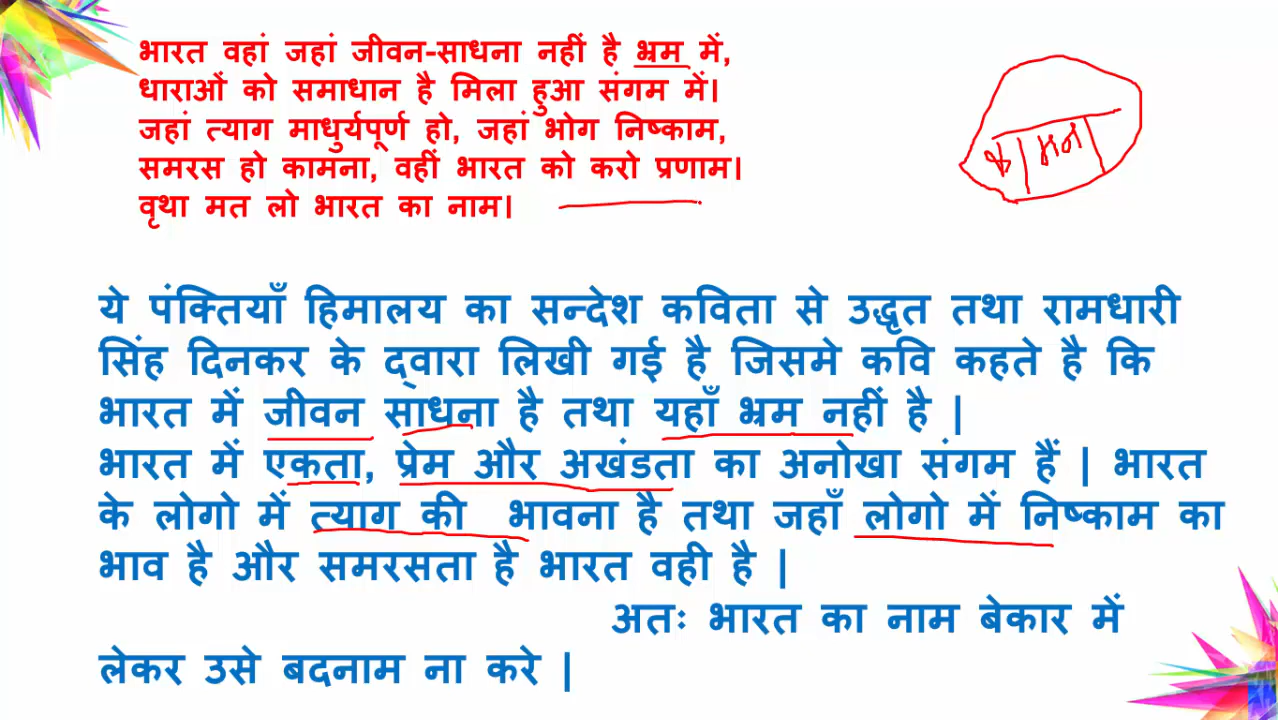 भारत वहां जहां जीवन-साधना नहीं है भ्रम में,
धाराओं को समाधान है मिला हुआ संगम में।
जहां त्याग माधुर्यपूर्ण हो, जहां भोग निष्काम,
समरस हो कामना, वहीं भारत को करो प्रणाम।
वृथा मत लो भारत का नाम।
मन
ये पंक्तियाँ हिमालय का सन्देश कविता से उद्धृत तथा रामधारी
सिंह दिनकर के द्वारा लिखी गई है जिसमे कवि कहते है कि
भारत में जीवन साधना है तथा यहाँ भ्रम नहीं है |
भारत में एकता, प्रेम और अखंडता का अनोखा संगम हैं | भारत
के लोगो में त्याग की भावना है तथा जहाँ लोगो में निष्काम का
भाव है और समरसता है भारत वही है |
अतः भारत का नाम बेकार में
लेकर उसे बदनाम ना करे |